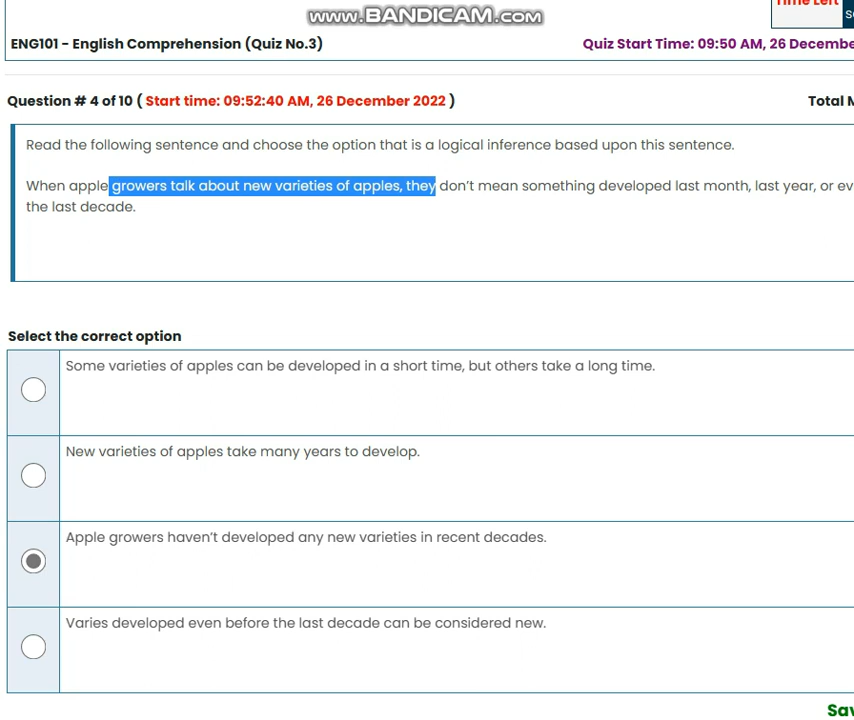 www.BANDICAM.com
Time Left
ENG101 - English Comprehension (Quiz No.3)
Quiz Start Time: 09:50 AM, 26 Decembe
Question # 4 of 10 ( Start time: 09:52:40 AM, 26 December 2022 )
Total M
Read the following sentence and choose the option that is a logical inference based upon this sentence.
When apple growers talk about new varieties of apples, they don't mean something developed last month, last year, or ev
the last decade.
Select the correct option
Some varieties of apples can be developed in a short time, but others take a long time.
New varieties of apples take many years to develop.
Apple growers haven't developed any new varieties in recent decades.
Varies developed even before the last decade can be considered new.
Sav